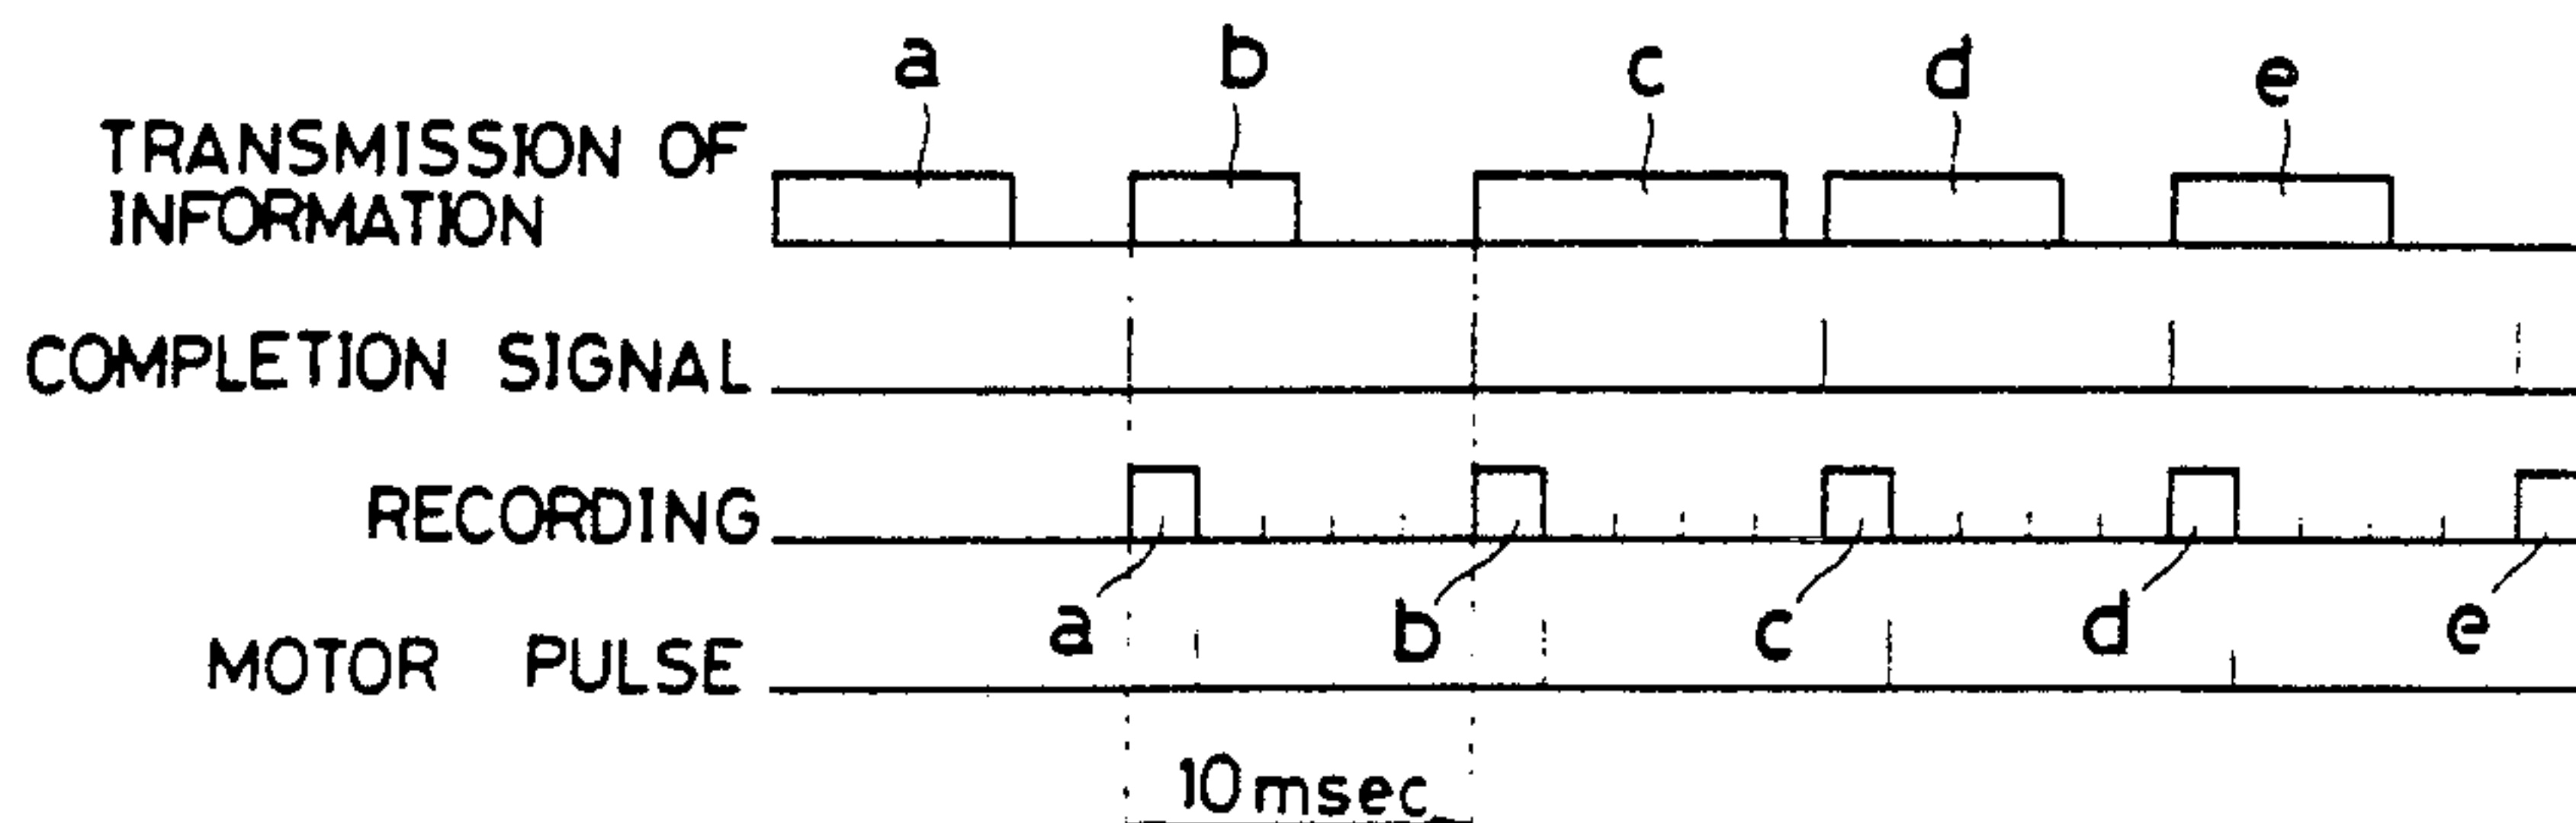 a b c d e
TRANSMISSION OF
INFORMATION
COMPLETION SIGNAL
RECORDING
a b c d e
MOTOR PULSE
10msec